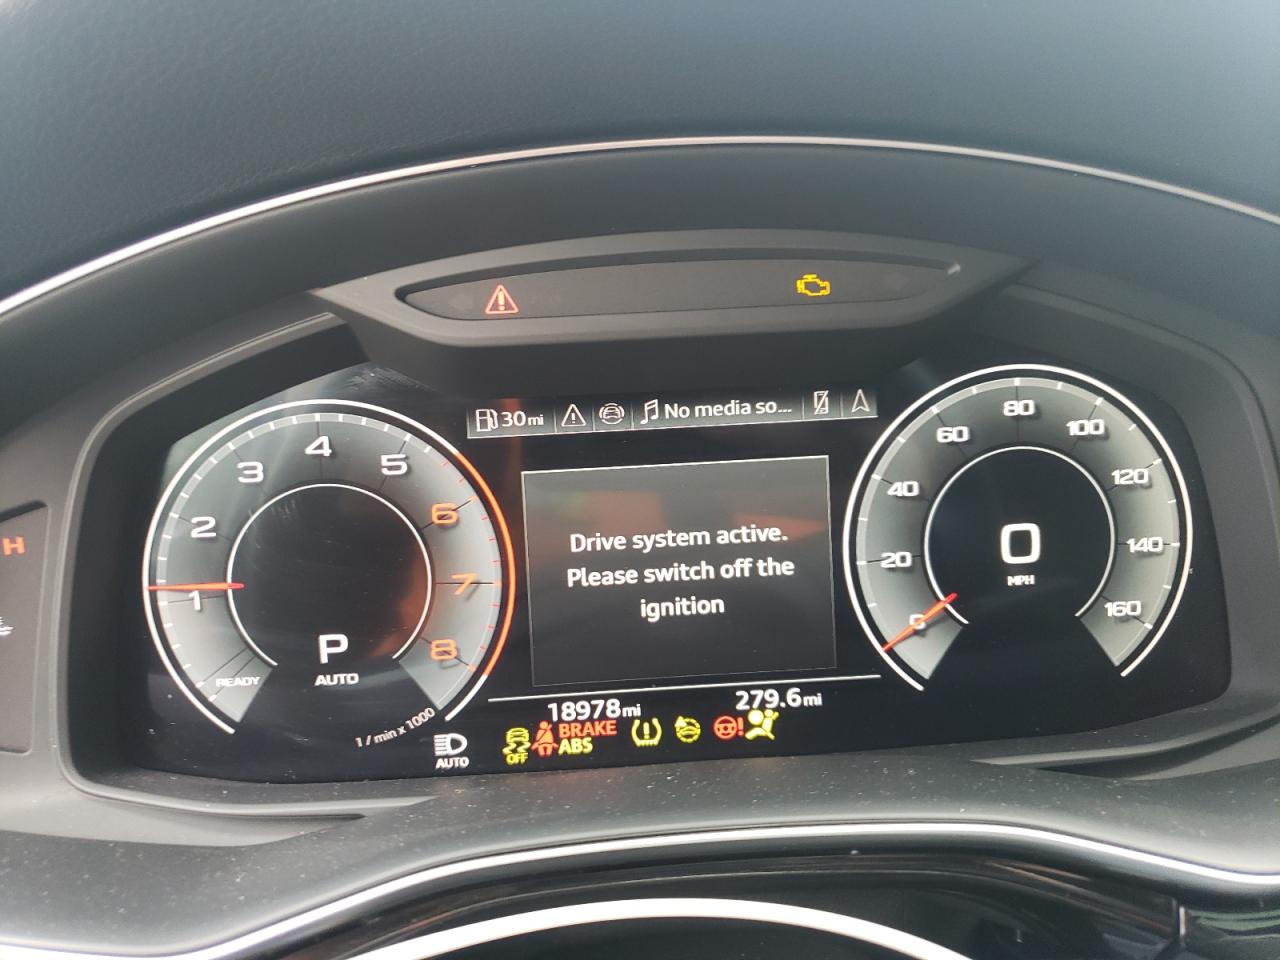 30mi
No media so...
1
2
3
4
5
6
7
8
READY
P
AUTO
1 / min x 1000
Drive system active.
Please switch off the
ignition
0
20
40
60
80
100
120
140
160
0
MPH
H
18978mi
279.6mi
BRAKE
ABS
OFF
AUTO